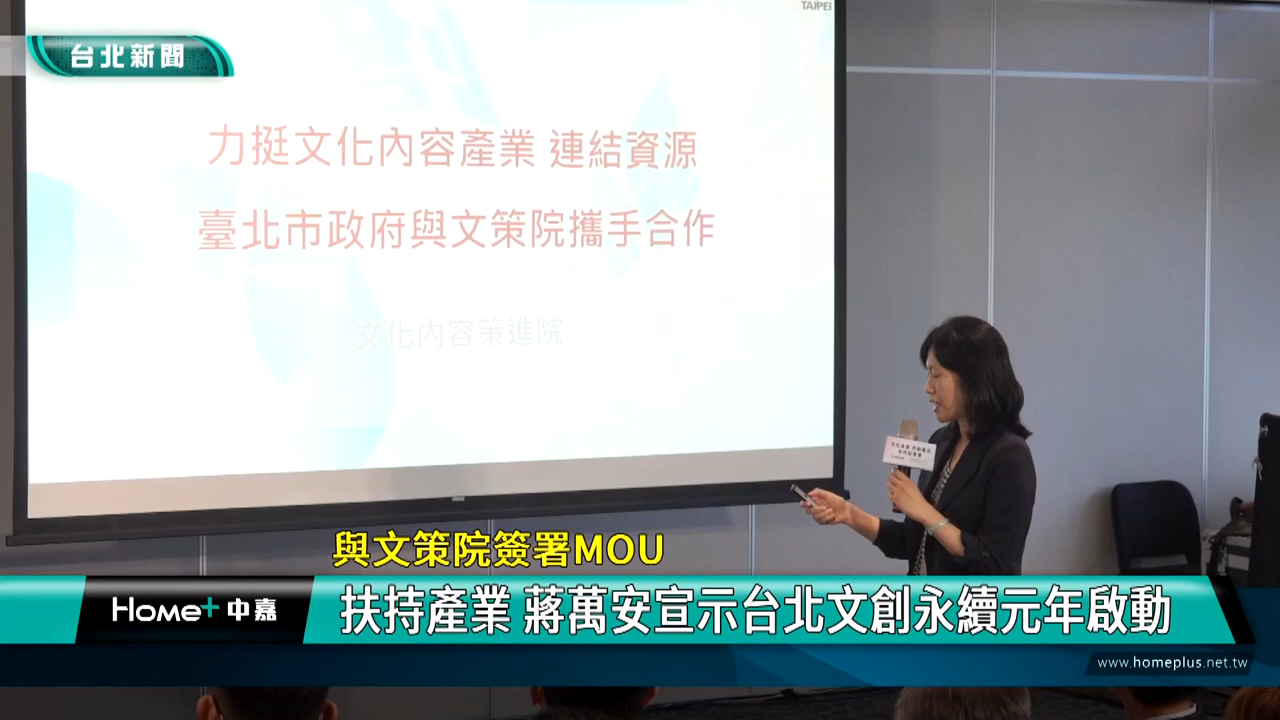 TAIPEI
台北新聞
力挺文化內容產業 連結資源
臺北市政府與文策院攜手合作
文化內容策進院
與文策院簽署MOU
Home+ 中嘉
扶持產業 蔣萬安宣示台北文創永續元年啟動
www.homeplus.net.tw